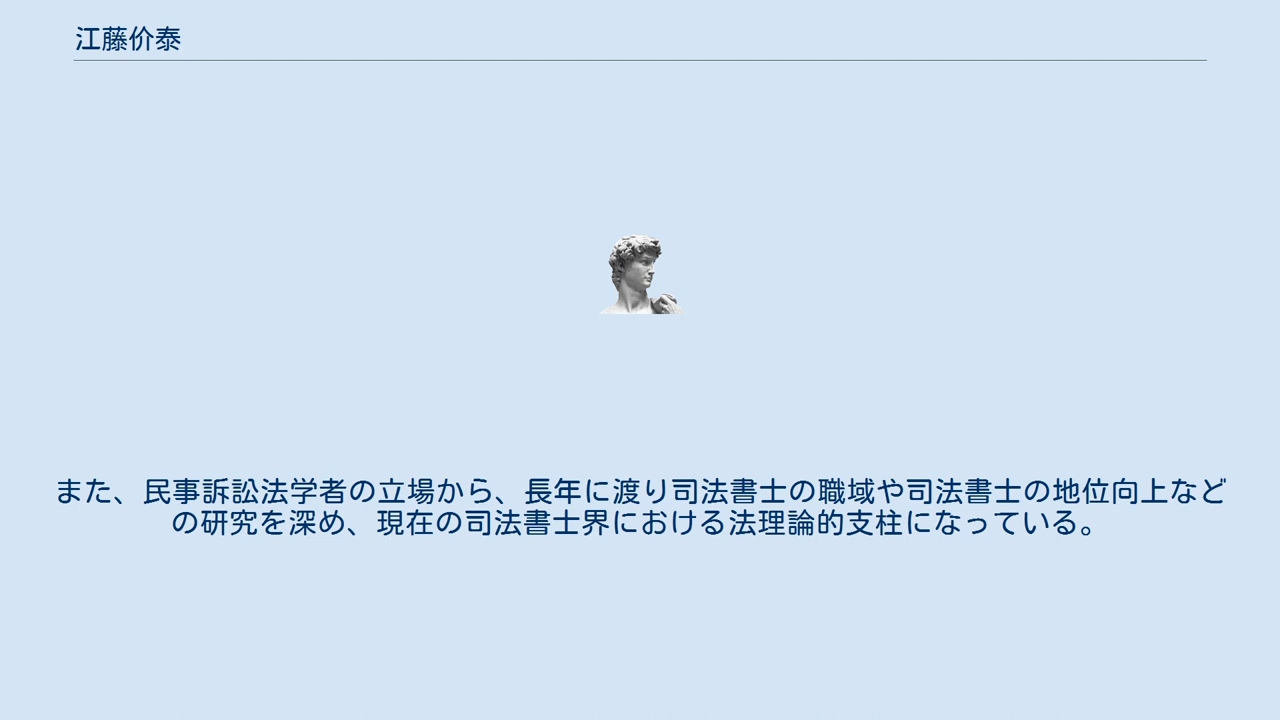 江藤价泰
また、民事訴訟法学者の立場から、長年に渡り司法書士の職域や司法書士の地位向上など
の研究を深め、現在の司法書士界における法理論的支柱になっている。